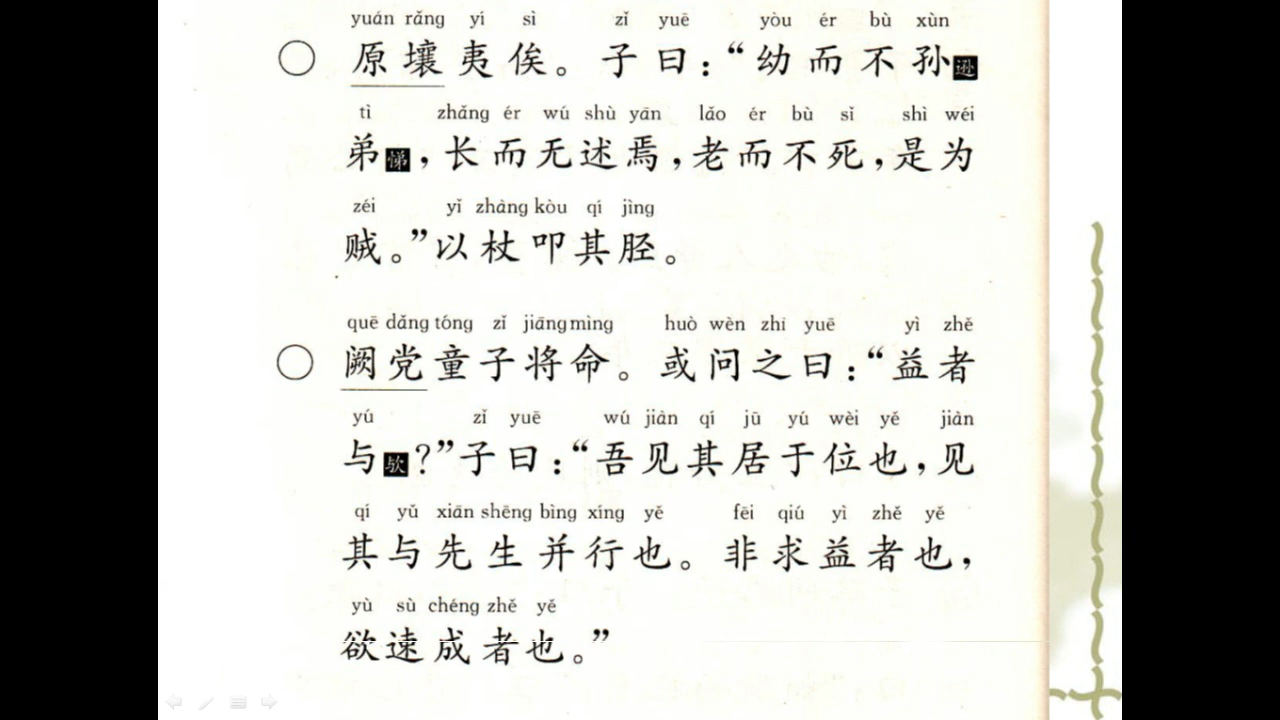 yuán rǎng yí sì zǐ yuē yòu ér bù xùn
○ 原壤夷俟。子曰：“幼而不孙逊
tì zhǎng ér wú shù yān lǎo ér bù sǐ shì wéi
弟悌，长而无述焉，老而不死，是为
zéi yǐ zhàng kòu qí jìng
贼。”以杖叩其胫。
quē dǎng tóng zǐ jiāng mìng huò wèn zhī yuē yì zhě
○ 阙党童子将命。或问之曰：“益者
yú zǐ yuē wú jiàn qí jū yú wèi yě jiàn
与欤？”子曰：“吾见其居于位也，见
qí yǔ xiān shēng bìng xíng yě fēi qiú yì zhě yě
其与先生并行也。非求益者也，
yù sù chéng zhě yě
欲速成者也。”